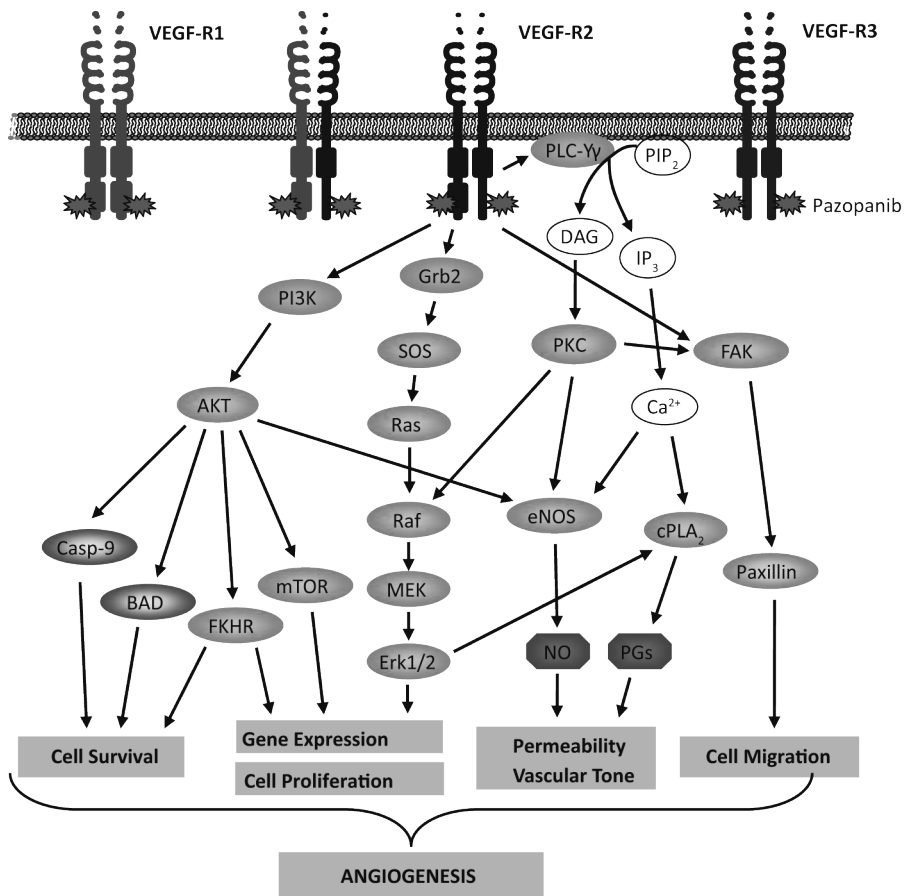 VEGF-R1
VEGF-R2
VEGF-R3
PLC-Yγ
PIP2
Pazopanib
DAG
IP3
Grb2
PI3K
SOS
PKC
FAK
AKT
Ras
Ca2+
Raf
eNOS
cPLA2
Casp-9
Paxillin
mTOR
MEK
BAD
FKHR
Erk1/2
NO
PGs
Cell Survival
Gene Expression
Cell Proliferation
Permeability
Vascular Tone
Cell Migration
ANGIOGENESIS